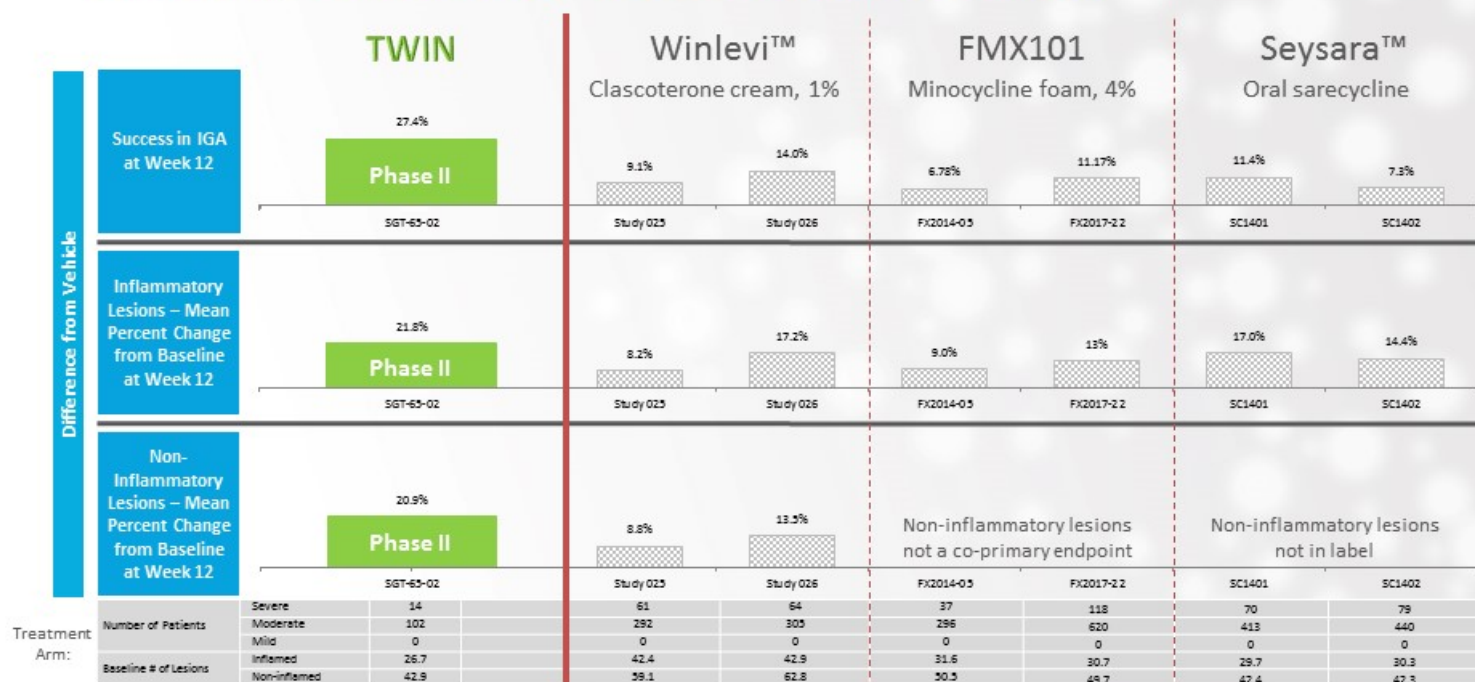 TWIN
Winlevi™
FMX101
Seysara™
Clascoterone cream, 1%
Minocycline foam, 4%
Oral sarecycline
Difference from Vehicle
Success in IGA
at Week 12
27.4%
Phase II
9.1%
14.0%
6.78%
11.17%
11.4%
7.3%
SGT-65-02
Study 025
Study 026
FX2014-05
FX2017-22
SC1401
SC1402
Inflammatory
Lesions – Mean
Percent Change
from Baseline
at Week 12
21.8%
Phase II
8.2%
17.2%
9.0%
13%
17.0%
14.4%
SGT-65-02
Study 025
Study 026
FX2014-05
FX2017-22
SC1401
SC1402
Non-
Inflammatory
Lesions – Mean
Percent Change
from Baseline
at Week 12
20.9%
Phase II
8.8%
13.5%
Non-inflammatory lesions
not a co-primary endpoint
Non-inflammatory lesions
not in label
SGT-65-02
Study 025
Study 026
FX2014-05
FX2017-22
SC1401
SC1402
Treatment
Arm:
Number of Patients
Severe 14 61 64 37 118 70 79
Moderate 102 292 305 296 620 413 440
Mild 0 0 0 0 0 0 0
Baseline # of Lesions
Inflamed 26.7 42.4 42.9 31.6 30.7 29.7 30.3
Non-inflamed 42.9 59.1 62.8 50.5 49.7 42.4 42.3